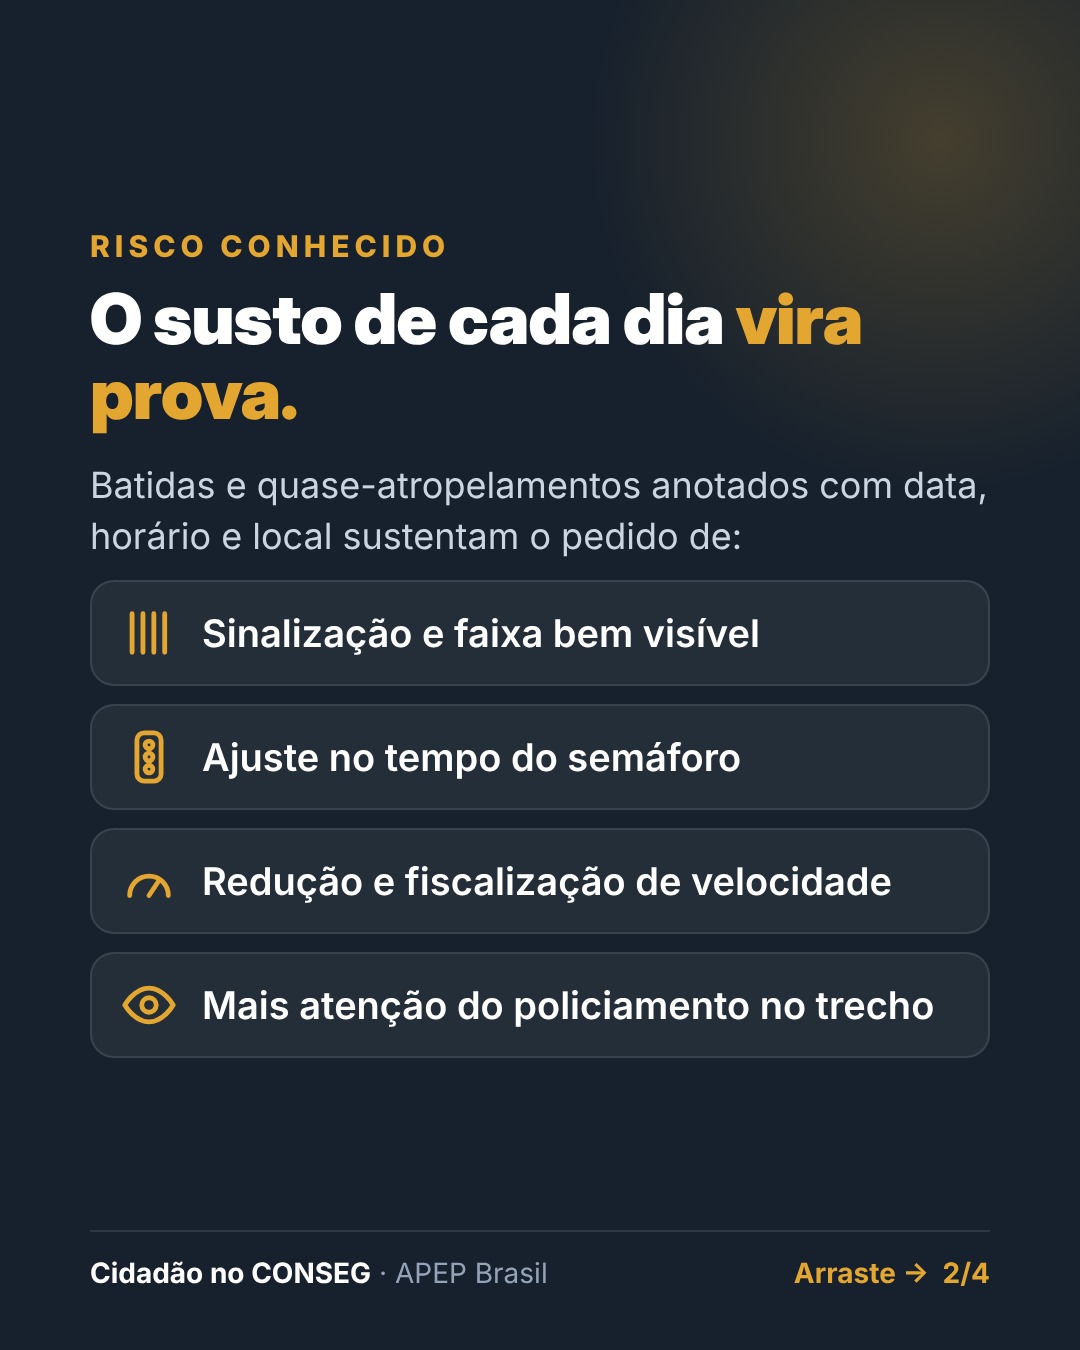 RISCO CONHECIDO
O susto de cada dia vira
prova.
Batidas e quase-atropelamentos anotados com data,
horário e local sustentam o pedido de:
Sinalização e faixa bem visível
Ajuste no tempo do semáforo
Redução e fiscalização de velocidade
Mais atenção do policiamento no trecho
Cidadão no CONSEG · APEP Brasil
Arraste → 2/4